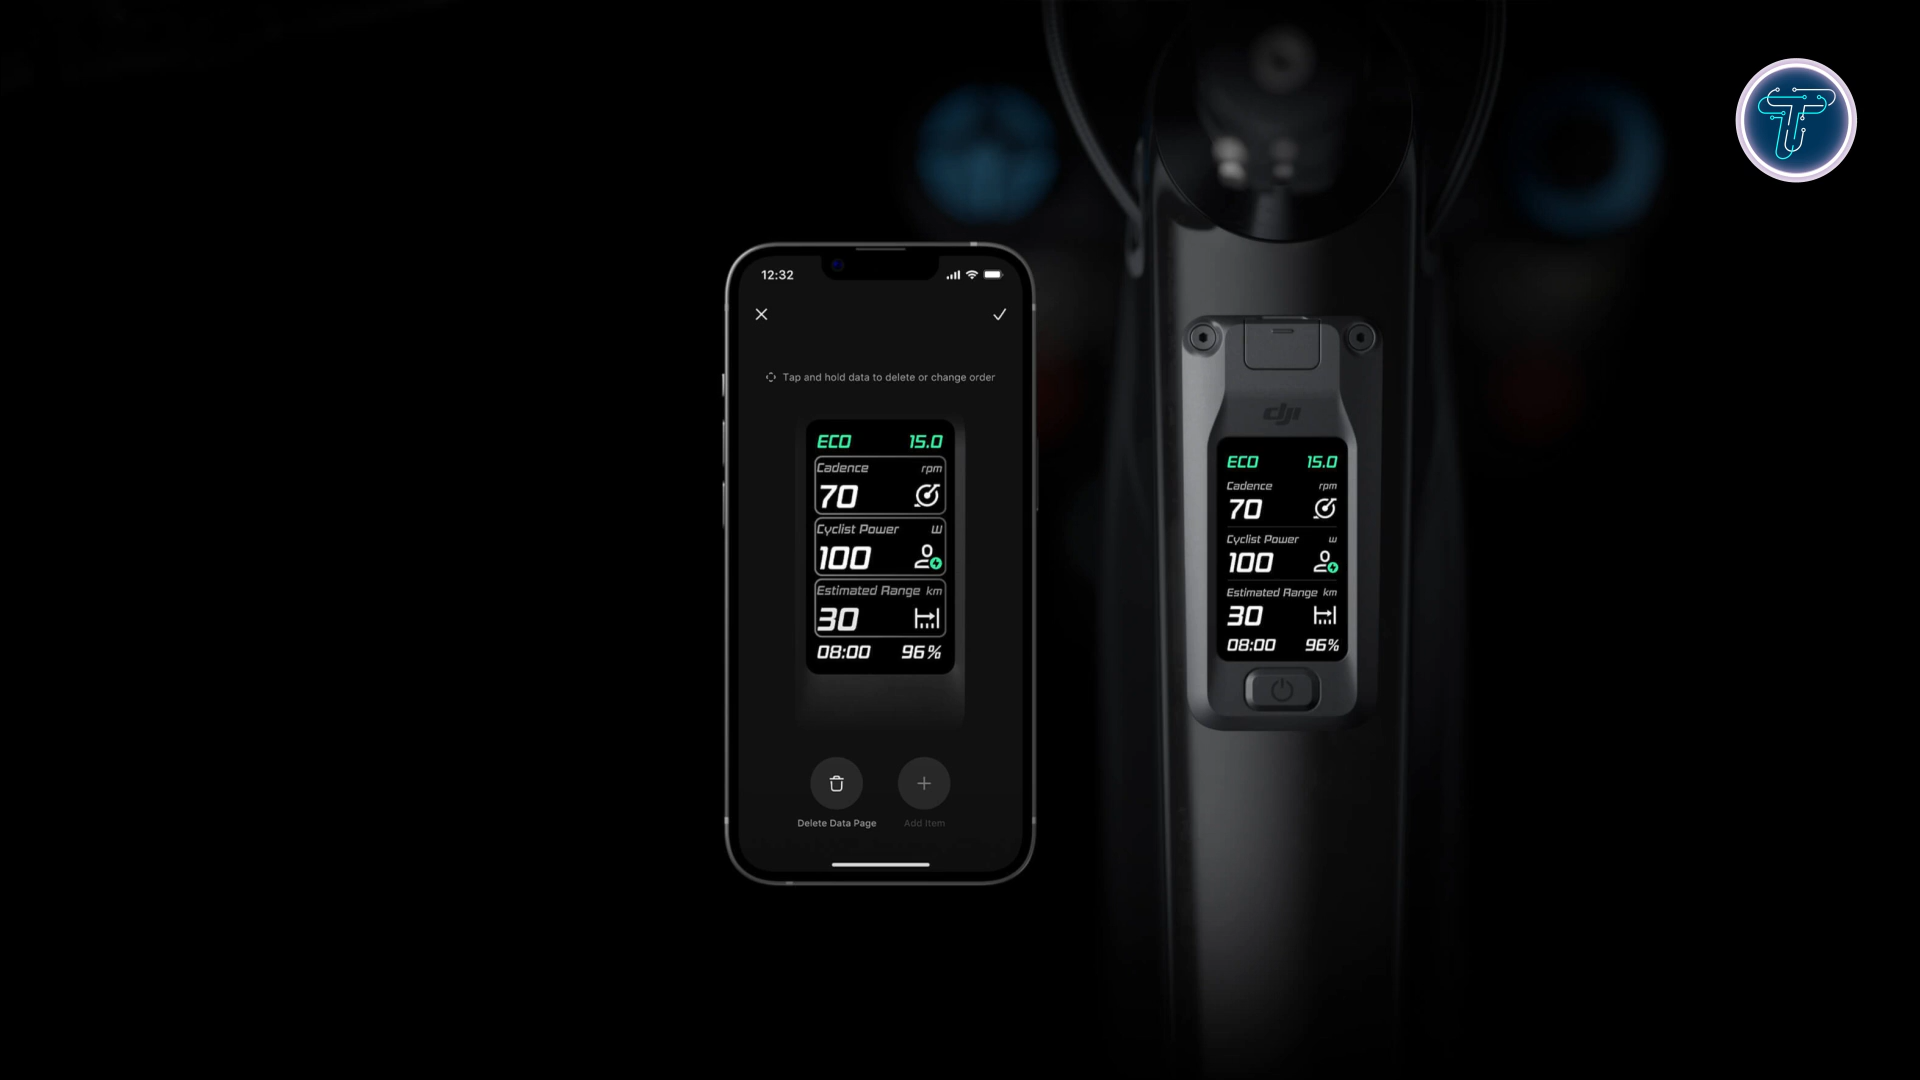 12:32
Tap and hold data to delete or change order
ECO 15.0
Cadence rpm
70
Cyclist Power W
100
Estimated Range km
30
08:00 96%
Delete Data Page
Add Item
dji
ECO 15.0
Cadence rpm
70
Cyclist Power W
100
Estimated Range km
30
08:00 96%
T